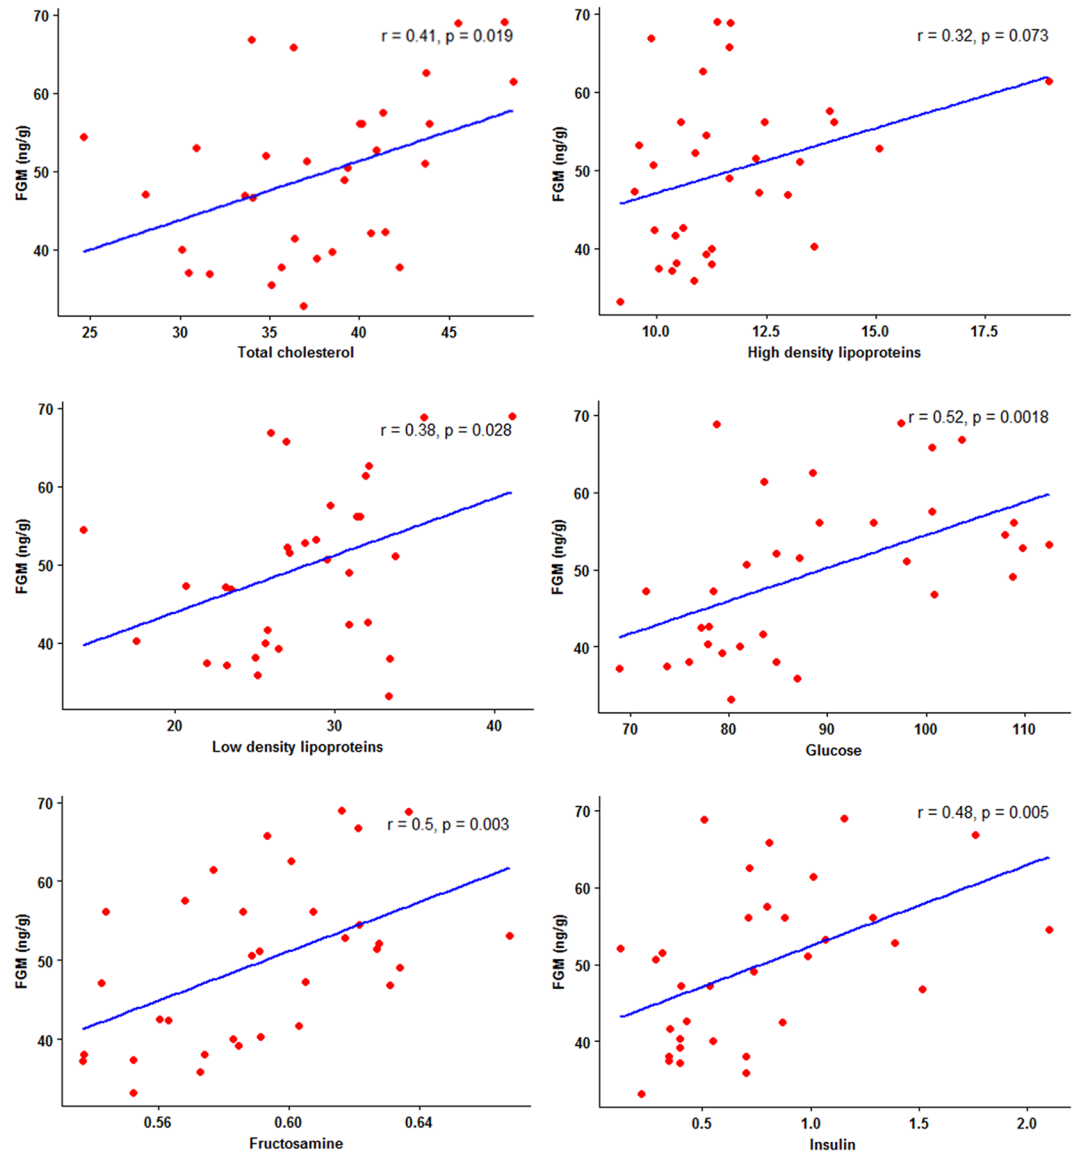 70
60
50
40
FGM (ng/g)
r = 0.41, p = 0.019
25 30 35 40 45
Total cholesterol
70
60
50
40
FGM (ng/g)
r = 0.32, p = 0.073
10.0 12.5 15.0 17.5
High density lipoproteins
70
60
50
40
FGM (ng/g)
r = 0.38, p = 0.028
20 30 40
Low density lipoproteins
70
60
50
40
FGM (ng/g)
r = 0.52, p = 0.0018
70 80 90 100 110
Glucose
70
60
50
40
FGM (ng/g)
r = 0.5, p = 0.003
0.56 0.60 0.64
Fructosamine
70
60
50
40
FGM (ng/g)
r = 0.48, p = 0.005
0.5 1.0 1.5 2.0
Insulin